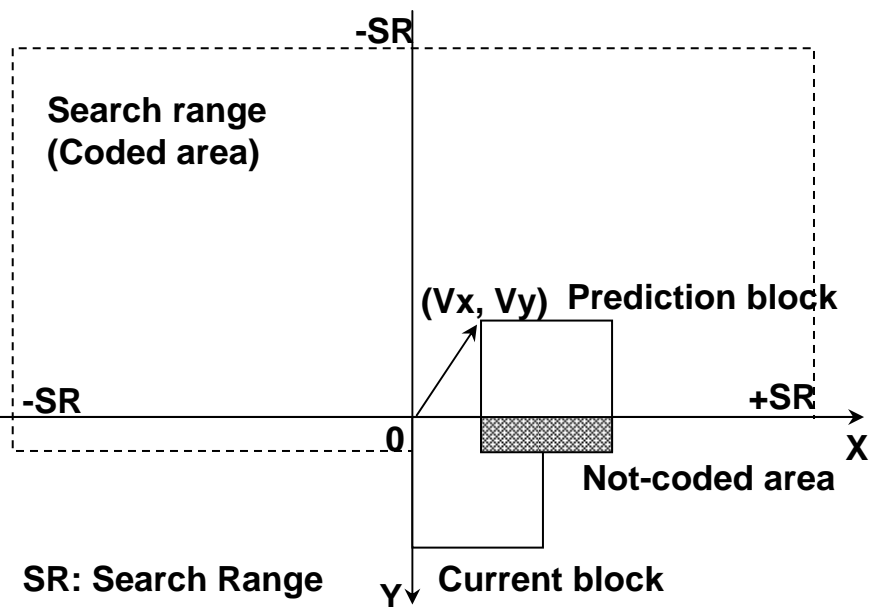 -SR
Search range
(Coded area)
(Vx, Vy) Prediction block
-SR
+SR
0
X
Not-coded area
SR: Search Range
Y
Current block